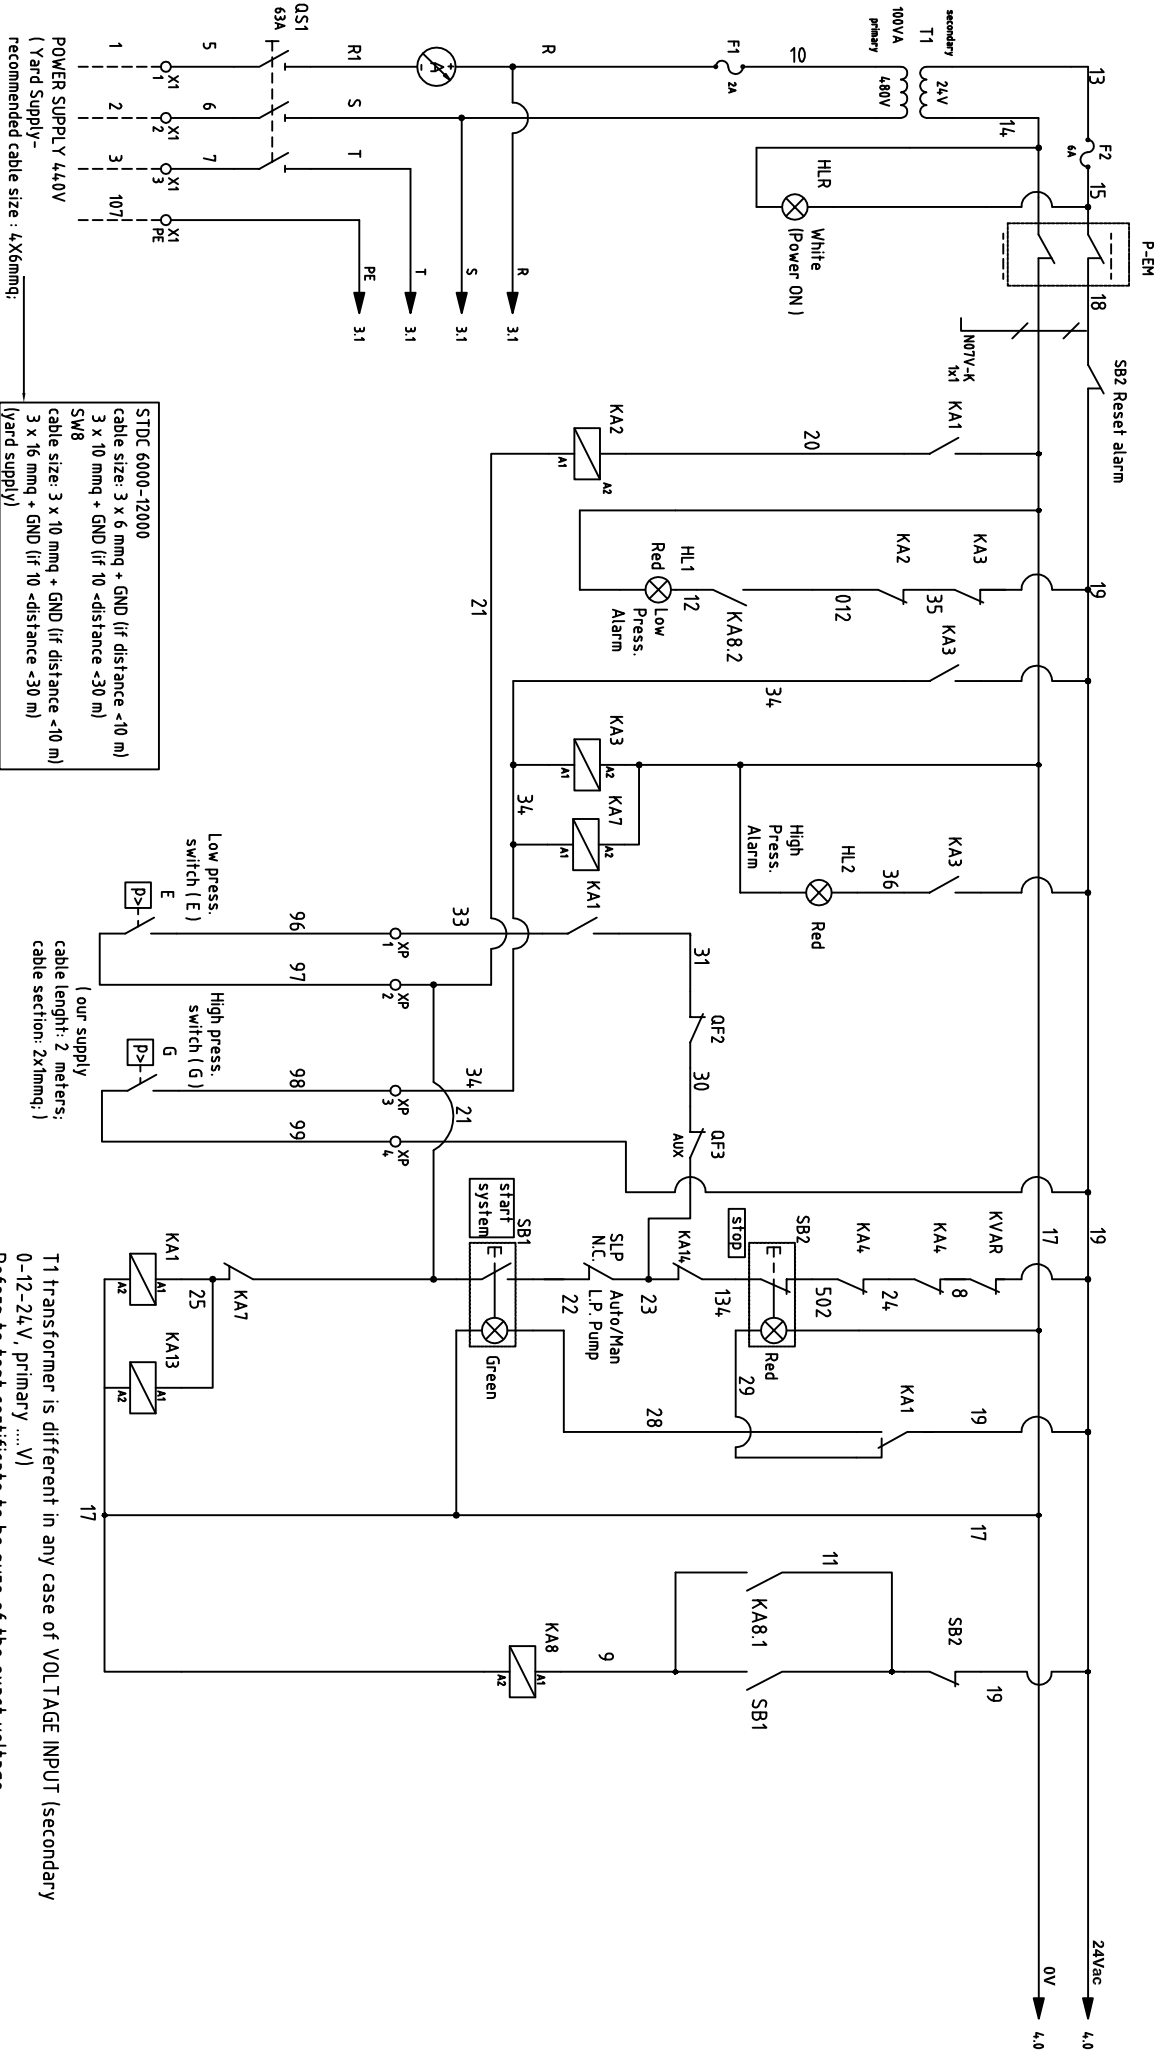 POWER SUPPLY 440V
( Yard Supply-
recommended cable size : 4X6mmq;
1
2
3
107
X1
1
X1
2
X1
3
X1
PE
5
6
7
QS1
63A
R1
S
T
A
+
-
R
PE
T
S
R
3.1
3.1
3.1
3.1
F1
2A
10
secondary
T1
100VA
primary
24V
480V
13
14
F2
6A
15
HLR
White
(Power ON )
P-EM
18
N07V-K
1x1
SB2 Reset alarm
STDC 6000-12000
cable size: 3 x 6 mmq + GND (if distance <10 m)
3 x 10 mmq + GND (if 10 <distance <30 m)
SW8
cable size: 3 x 10 mmq + GND (if distance <10 m)
3 x 16 mmq + GND (if 10 <distance <30 m)
(yard supply)
KA1
20
KA2
A1
A2
21
19
KA3
35
KA2
012
KA8.2
12
HL1
Red
Low
Press.
Alarm
KA3
34
KA3
A1
A2
34
KA7
A1
A2
High
Press.
Alarm
HL2
Red
36
KA3
KA1
33
31
QF2
30
QF3
AUX
XP
1
XP
2
XP
3
XP
4
96
97
98
99
34
21
Low press.
switch ( E )
E
p>
High press.
switch ( G )
G
p>
( our supply
cable lenght: 2 meters;
cable section: 2x1mmq; )
19
17
KVAR
8
KA4
24
KA4
502
SB2
stop
Red
134
KA14
23
SLP
N.C.
Auto/Man
L.P. Pump
22
SB1
start
system
Green
29
28
KA1
19
KA7
25
KA1
A1
A2
KA13
A1
A2
17
17
11
KA8.1
SB1
SB2
19
9
KA8
A1
A2
24Vac
0V
4.0
4.0
T1 transformer is different in any case of VOLTAGE INPUT (secondary
0-12-24V, primary ....V)